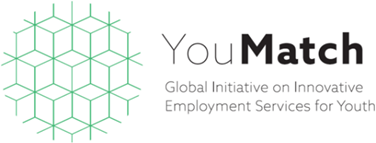 YouMatch
Global Initiative on Innovative
Employment Services for Youth